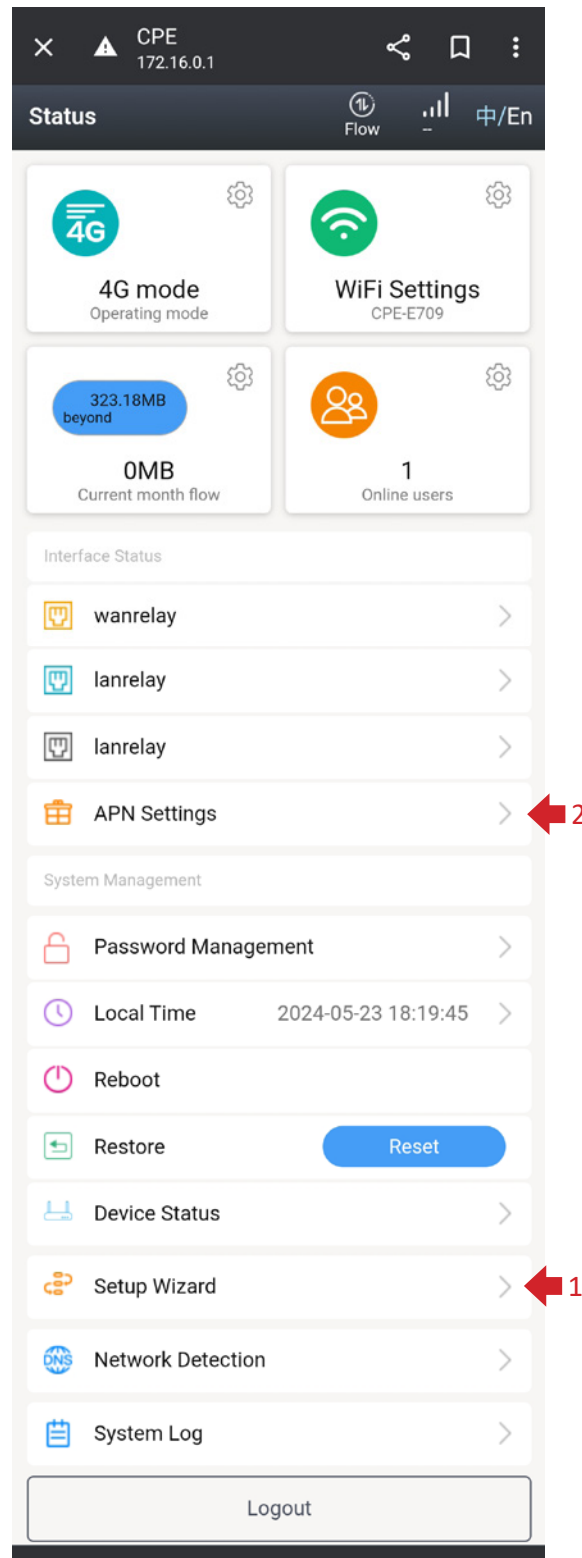 CPE
172.16.0.1
Status
Flow
--
中/En
4G
4G mode
Operating mode
WiFi Settings
CPE-E709
323.18MB
beyond
0MB
Current month flow
1
Online users
Interface Status
wanrelay
lanrelay
lanrelay
APN Settings
2
System Management
Password Management
Local Time 2024-05-23 18:19:45
Reboot
Restore Reset
Device Status
Setup Wizard
1
DNS
Network Detection
System Log
Logout